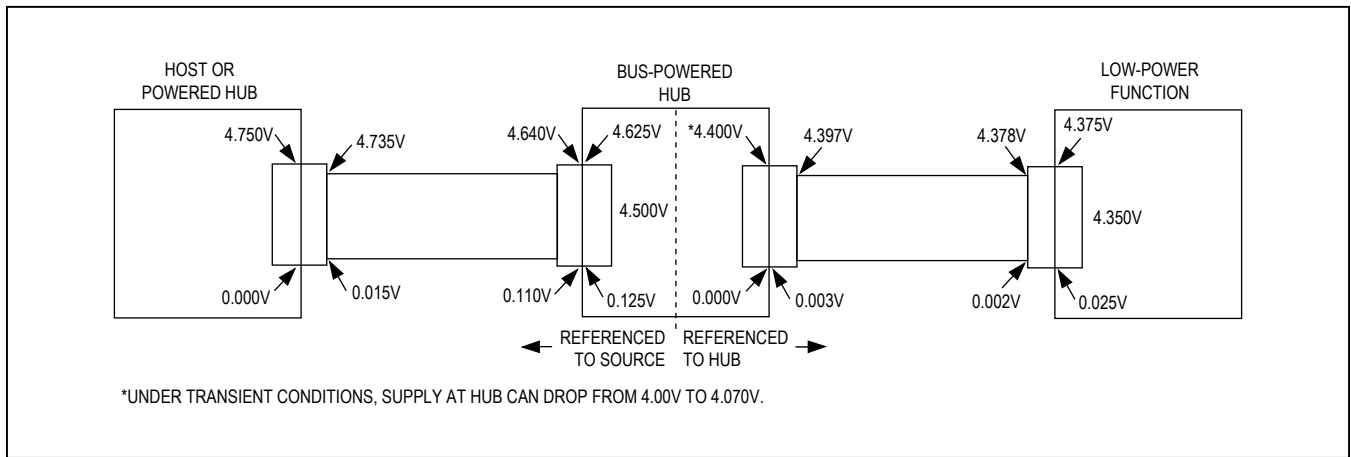 HOST OR
POWERED HUB
BUS-POWERED
HUB
LOW-POWER
FUNCTION
4.750V
4.735V
4.640V
4.625V
*4.400V
4.397V
4.378V
4.375V
4.500V
4.350V
0.000V
0.015V
0.110V
0.125V
0.000V
0.003V
0.002V
0.025V
REFERENCED
TO SOURCE
REFERENCED
TO HUB
*UNDER TRANSIENT CONDITIONS, SUPPLY AT HUB CAN DROP FROM 4.00V TO 4.070V.